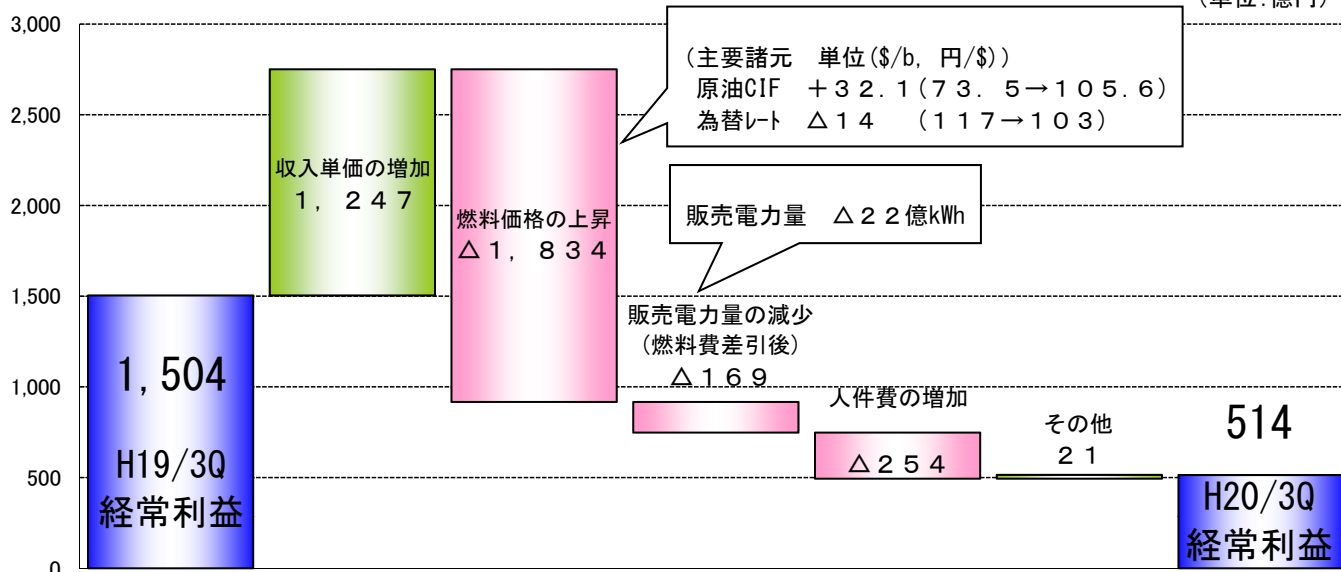 (単位:億円)
3,000
2,500
2,000
1,500
1,000
500
0
(主要諸元 単位($/b, 円/$))
原油CIF +32.1(73.5→105.6)
為替レート △14 (117→103)
収入単価の増加
1,247
燃料価格の上昇
△1,834
販売電力量 △22億kWh
販売電力量の減少
(燃料費差引後)
△169
人件費の増加
△254
その他
21
1,504
H19/3Q
経常利益
514
H20/3Q
経常利益